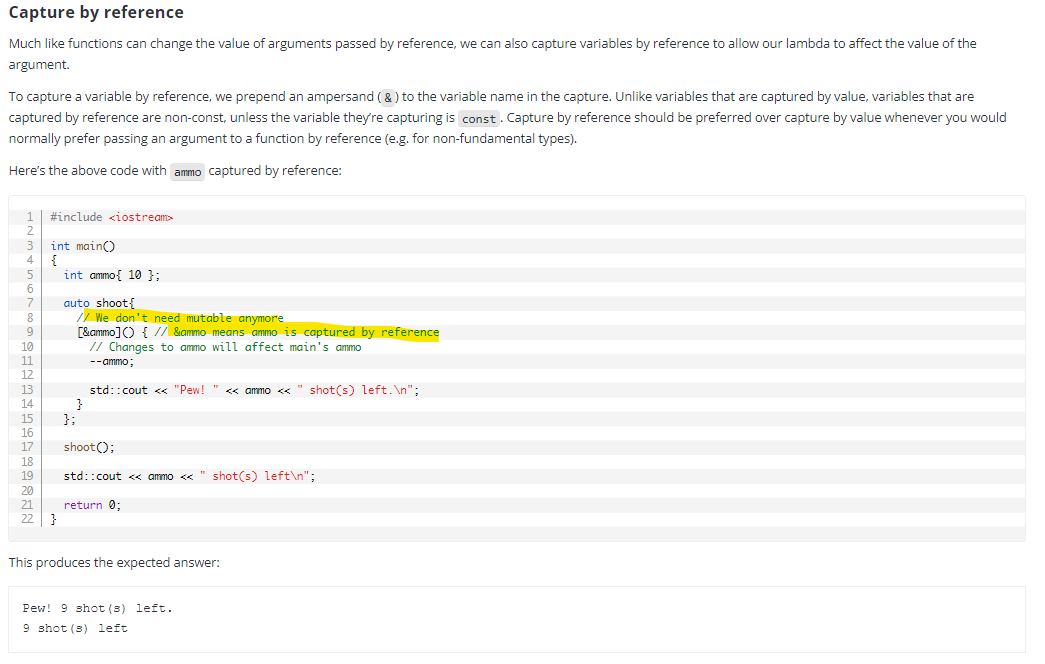 Capture by reference
Much like functions can change the value of arguments passed by reference, we can also capture variables by reference to allow our lambda to affect the value of the
argument.
To capture a variable by reference, we prepend an ampersand ( & ) to the variable name in the capture. Unlike variables that are captured by value, variables that are
captured by reference are non-const, unless the variable they're capturing is const . Capture by reference should be preferred over capture by value whenever you would
normally prefer passing an argument to a function by reference (e.g. for non-fundamental types).
Here's the above code with ammo captured by reference:
1 #include <iostream>
2
3 int main()
4 {
5   int ammo{ 10 };
6
7   auto shoot{
8     // We don't need mutable anymore
9     [&ammo]() { // &ammo means ammo is captured by reference
10       // Changes to ammo will affect main's ammo
11       --ammo;
12
13       std::cout << "Pew! " << ammo << " shot(s) left.\n";
14     }
15   };
16
17   shoot();
18
19   std::cout << ammo << " shot(s) left\n";
20
21   return 0;
22 }
This produces the expected answer:
Pew! 9 shot(s) left.
9 shot(s) left